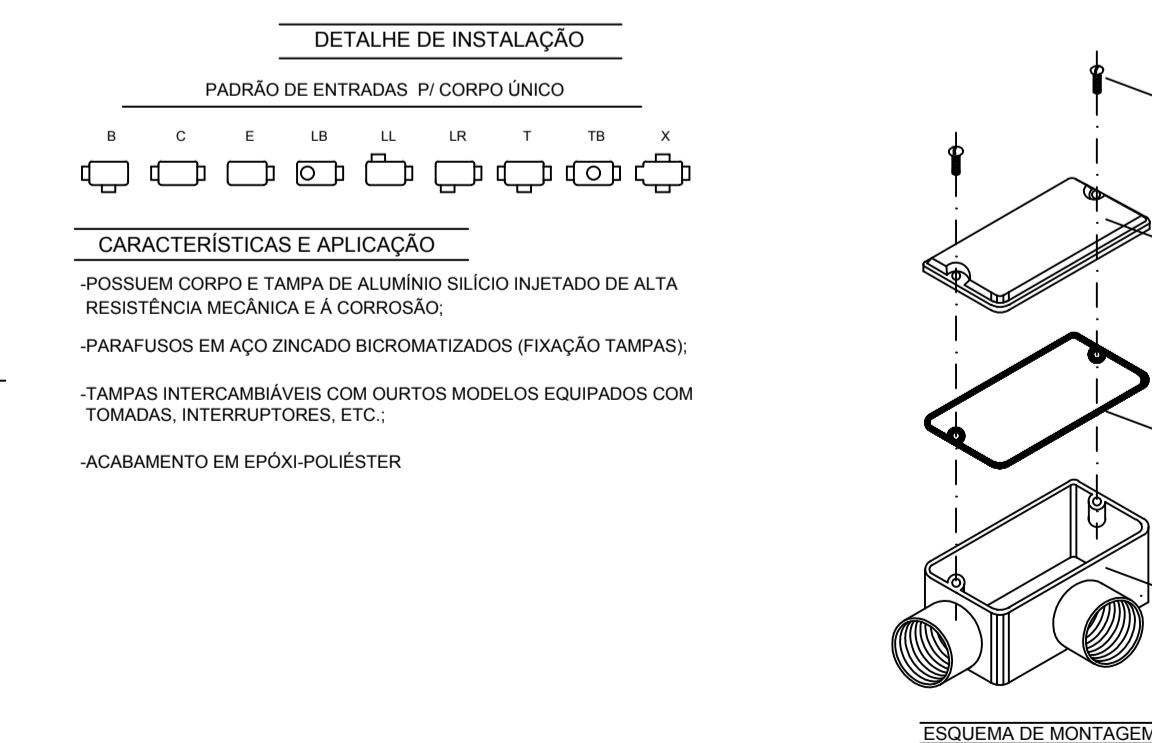 DETALHE DE INSTALAÇÃO
PADRÃO DE ENTRADAS P/ CORPO ÚNICO
B C E LB LL LR T TB X
CARACTERÍSTICAS E APLICAÇÃO
-POSSUEM CORPO E TAMPA DE ALUMÍNIO SILÍCIO INJETADO DE ALTA
RESISTÊNCIA MECÂNICA E Á CORROSÃO;
-PARAFUSOS EM AÇO ZINCADO BICROMATIZADOS (FIXAÇÃO TAMPAS);
-TAMPAS INTERCAMBIÁVEIS COM OURTOS MODELOS EQUIPADOS COM
TOMADAS, INTERRUPTORES, ETC.;
-ACABAMENTO EM EPÓXI-POLIÉSTER
ESQUEMA DE MONTAGEM